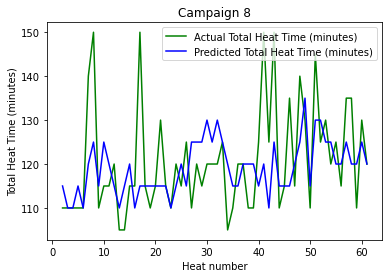 Campaign 8
Actual Total Heat Time (minutes)
Predicted Total Heat Time (minutes)
Total Heat Time (minutes)
150
140
130
120
110
0
10
20
30
40
50
60
Heat number